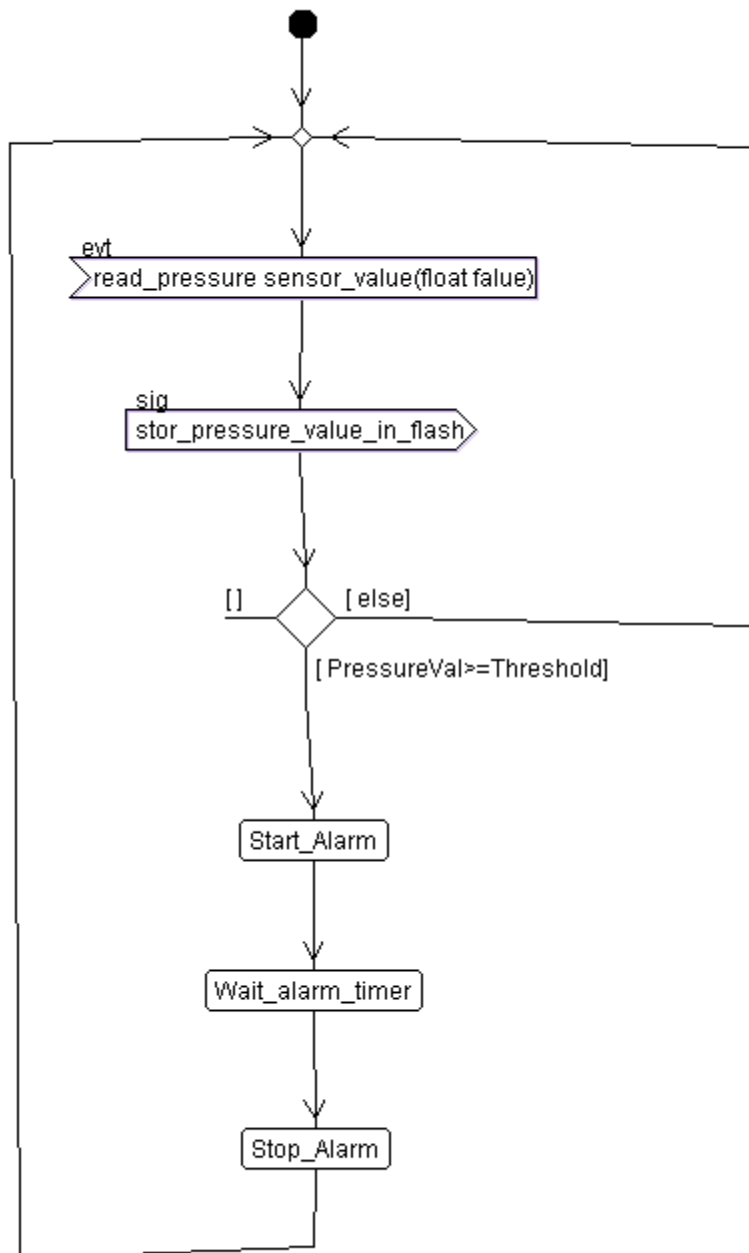 evt
read_pressure sensor_value(float falue)
sig
stor_pressure_value_in_flash
[ ]
[ else]
[ PressureVal>=Threshold]
Start_Alarm
Wait_alarm_timer
Stop_Alarm